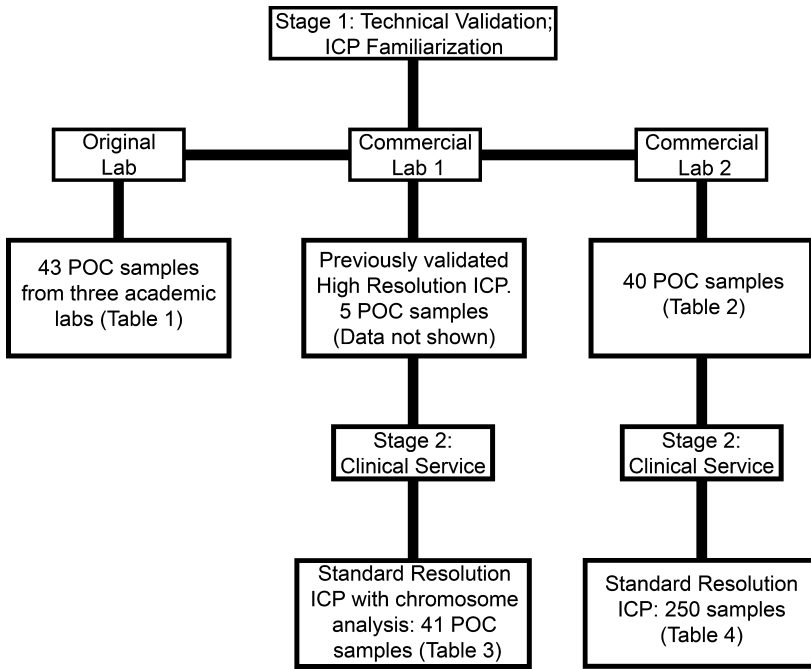 Stage 1: Technical Validation;
ICP Familiarization
Original
Lab
Commercial
Lab 1
Commercial
Lab 2
43 POC samples
from three academic
labs (Table 1)
Previously validated
High Resolution ICP.
5 POC samples
(Data not shown)
40 POC samples
(Table 2)
Stage 2:
Clinical Service
Stage 2:
Clinical Service
Standard Resolution
ICP with chromosome
analysis: 41 POC
samples (Table 3)
Standard Resolution
ICP: 250 samples
(Table 4)